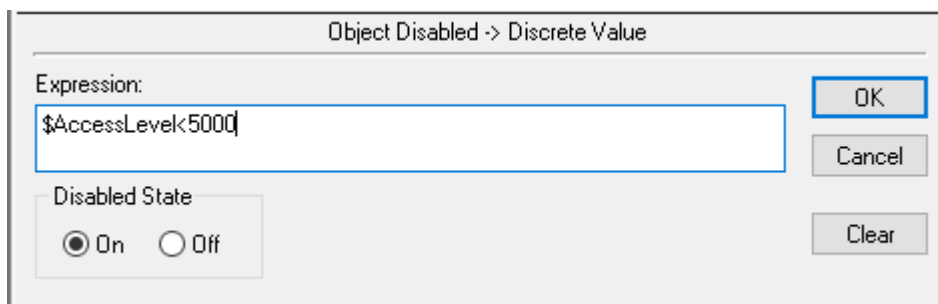 Object Disabled -> Discrete Value
Expression:
OK
$AccessLevel<5000
Cancel
Disabled State
On Off
Clear